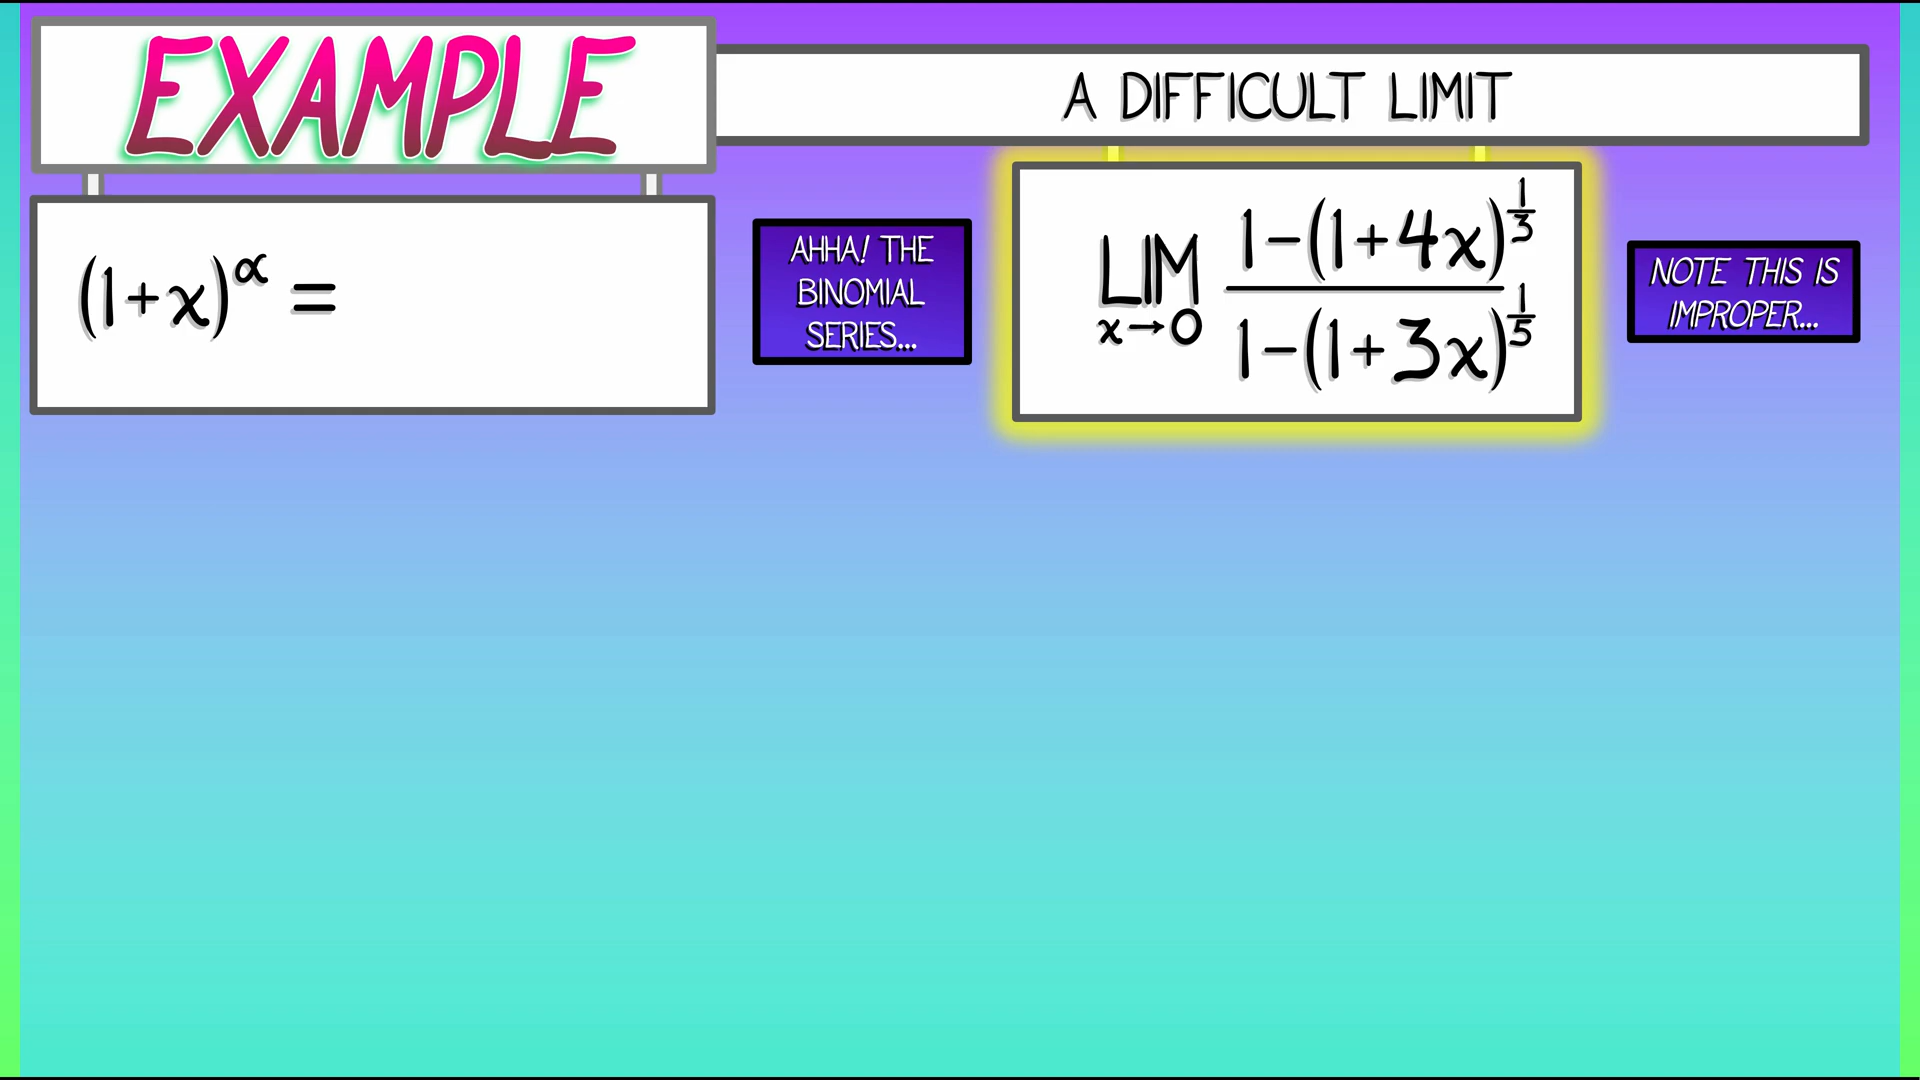 EXAMPLE
A DIFFICULT LIMIT
(1+x)^α =
AHHA! THE
BINOMIAL
SERIES...
LIM x→0 (1-(1+4x)^(1/3))/(1-(1+3x)^(1/5))
NOTE THIS IS
IMPROPER...